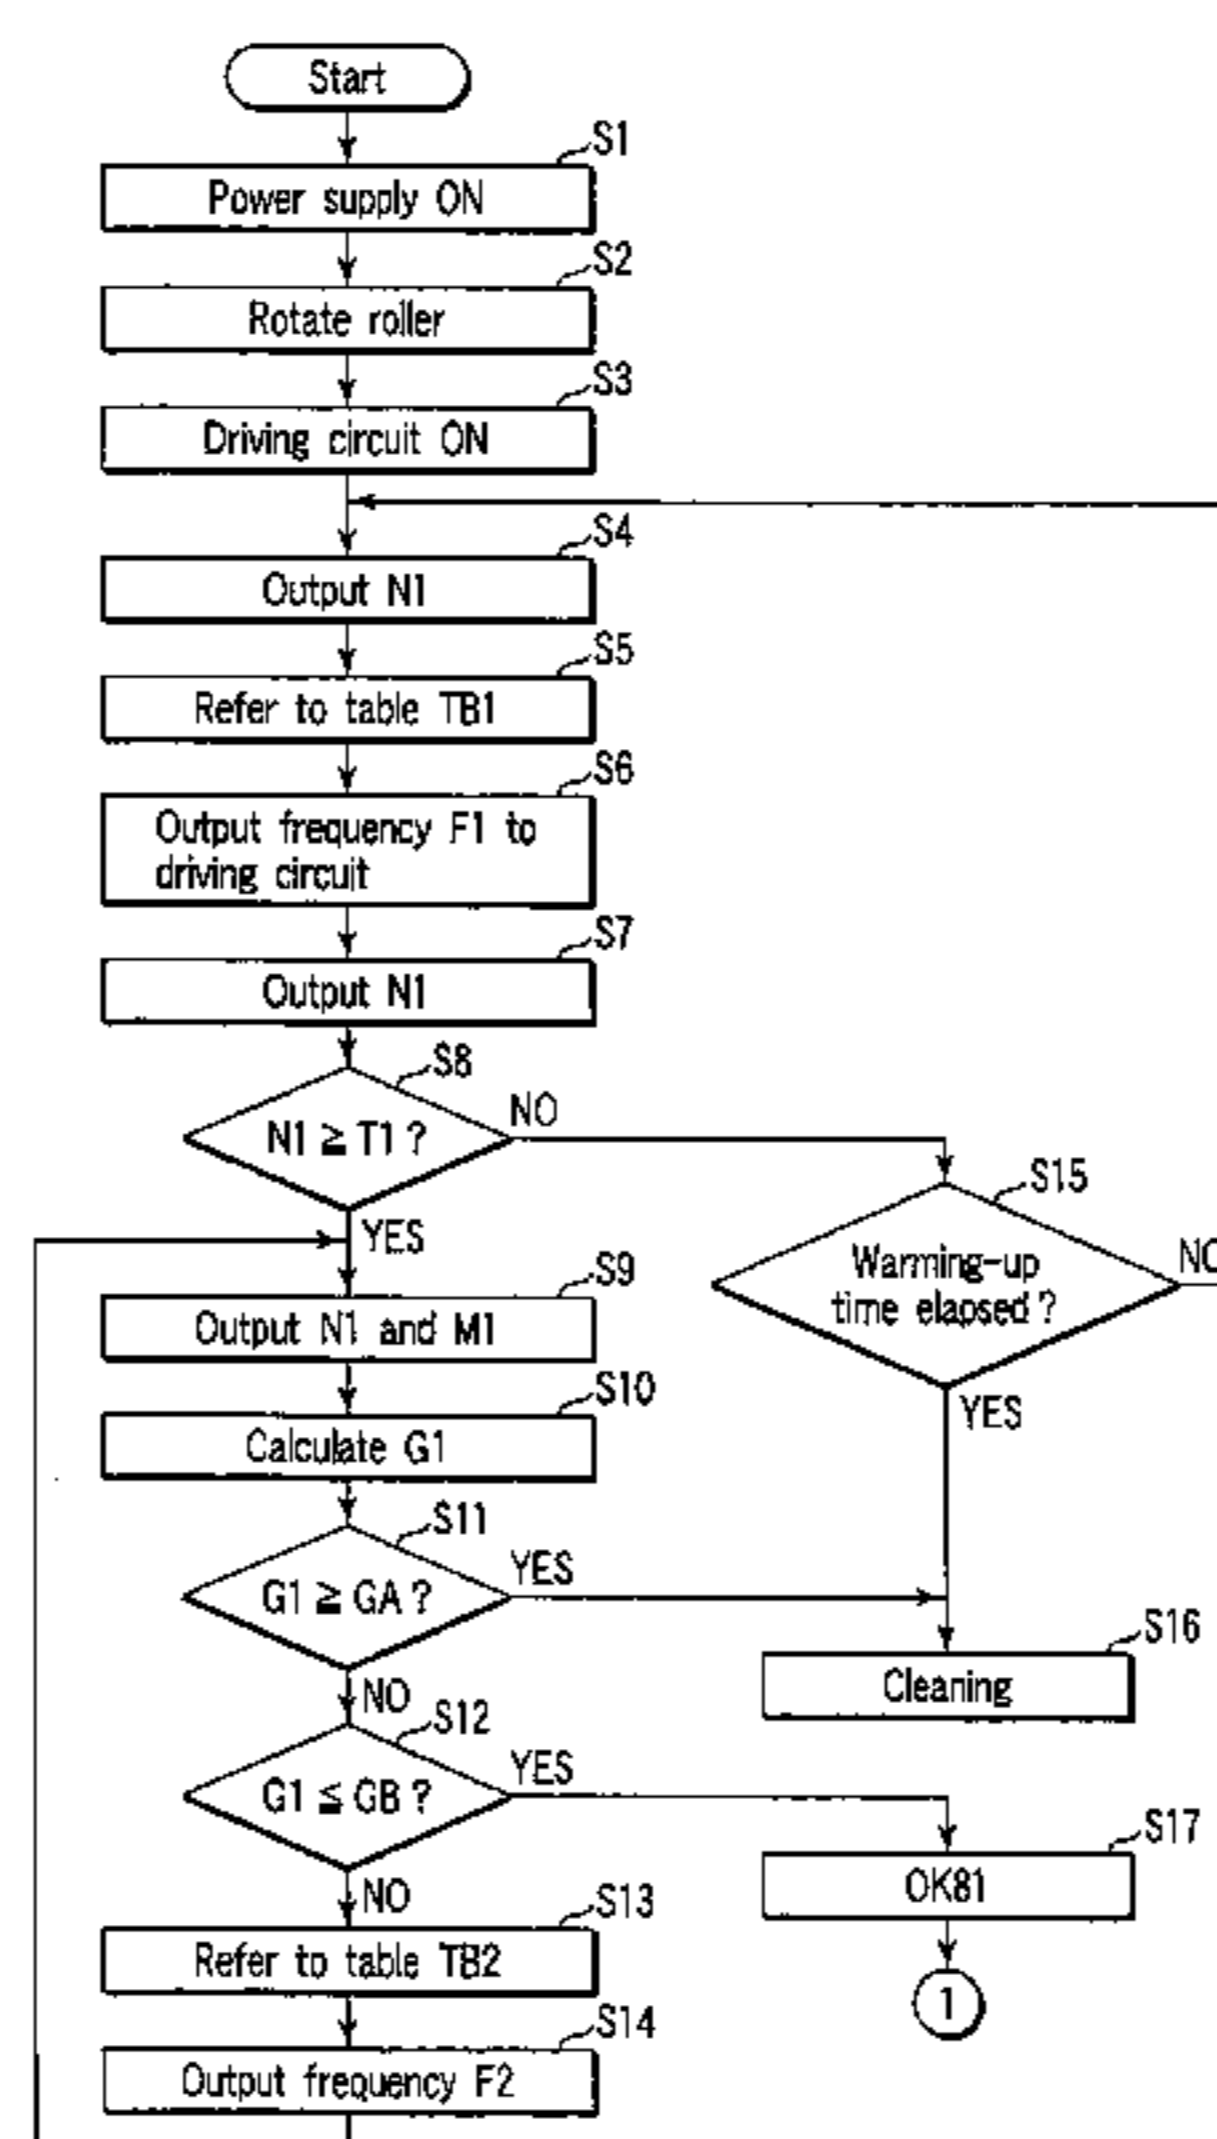 Start
S1
Power supply ON
S2
Rotate roller
S3
Driving circuit ON
S4
Output N1
S5
Refer to table TB1
S6
Output frequency F1 to
driving circuit
S7
Output N1
S8
N1 ≧ T1 ?
NO
YES
S15
Warming-up
time elapsed ?
NO
YES
S9
Output N1 and M1
S10
Calculate G1
S11
G1 ≧ GA ?
YES
NO
S16
Cleaning
S12
G1 ≦ GB ?
YES
NO
S17
OK81
1
S13
Refer to table TB2
S14
Output frequency F2